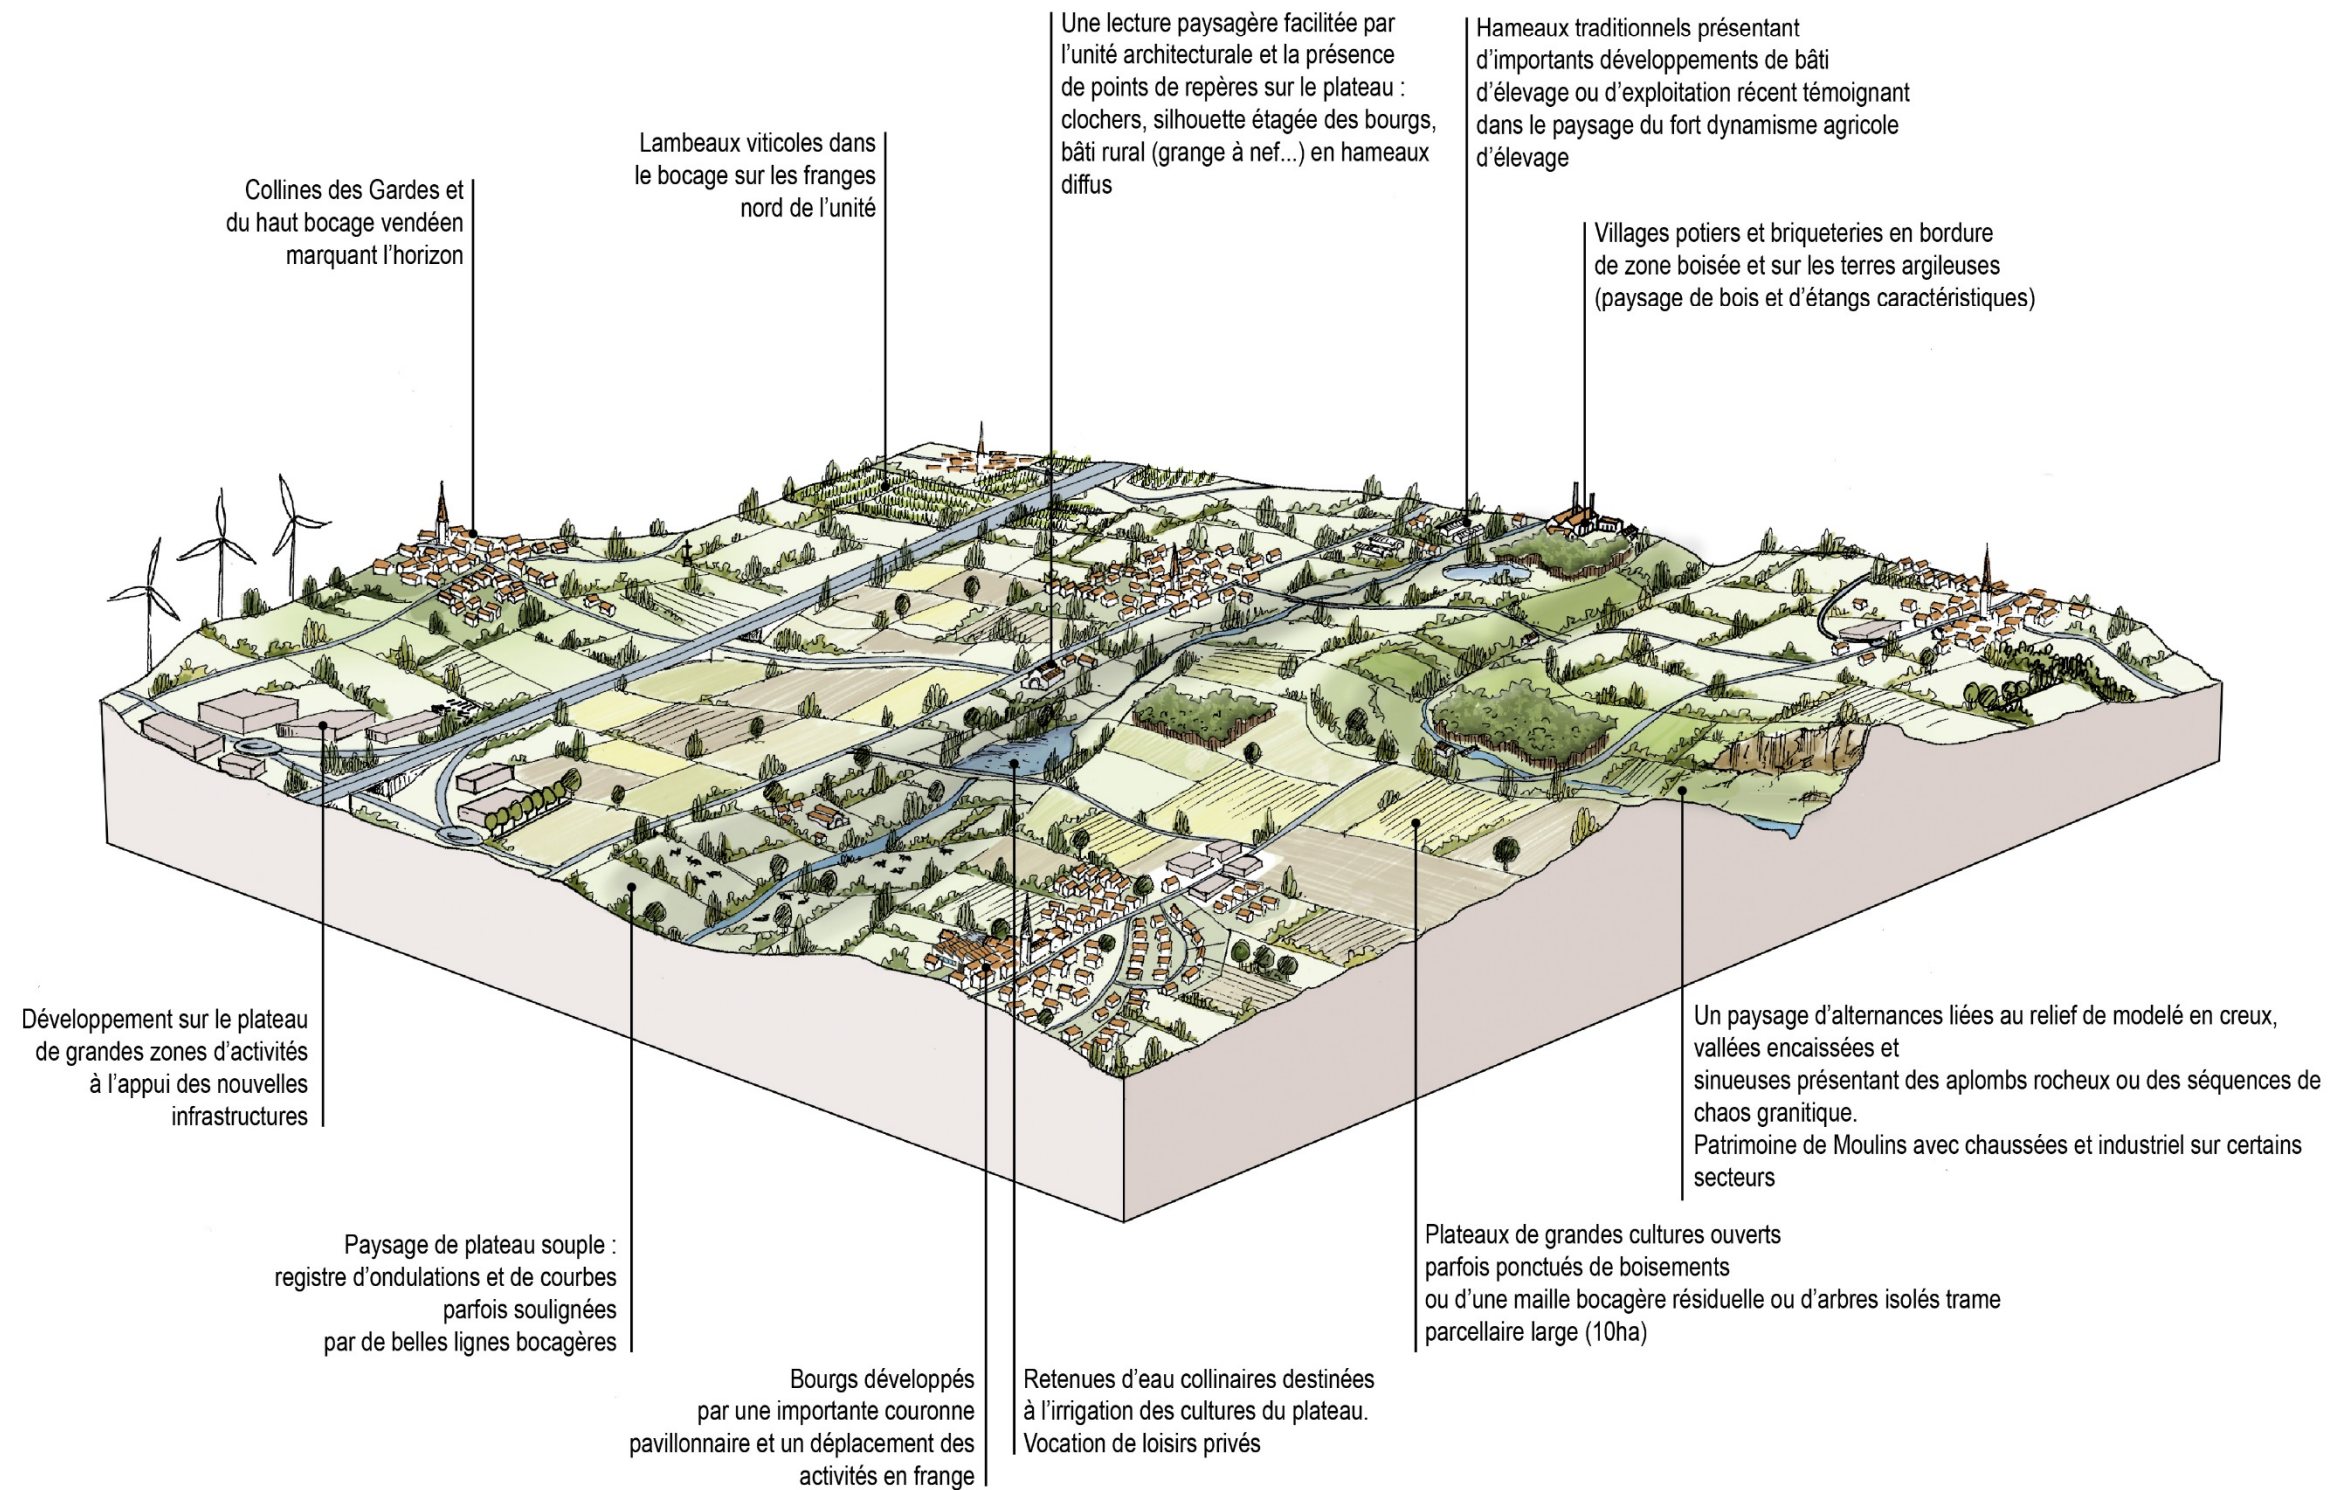 Une lecture paysagère facilitée par
l’unité architecturale et la présence
de points de repères sur le plateau :
clochers, silhouette étagée des bourgs,
bâti rural (grange à nef...) en hameaux
diffus
Hameaux traditionnels présentant
d’importants développements de bâti
d’élevage ou d’exploitation récent témoignant
dans le paysage du fort dynamisme agricole
d’élevage
Lambeaux viticoles dans
le bocage sur les franges
nord de l’unité
Collines des Gardes et
du haut bocage vendéen
marquant l’horizon
Villages potiers et briqueteries en bordure
de zone boisée et sur les terres argileuses
(paysage de bois et d’étangs caractéristiques)
Développement sur le plateau
de grandes zones d’activités
à l’appui des nouvelles
infrastructures
Un paysage d’alternances liées au relief de modelé en creux,
vallées encaissées et
sinueuses présentant des aplombs rocheux ou des séquences de
chaos granitique.
Patrimoine de Moulins avec chaussées et industriel sur certains
secteurs
Paysage de plateau souple :
registre d’ondulations et de courbes
parfois soulignées
par de belles lignes bocagères
Plateaux de grandes cultures ouverts
parfois ponctués de boisements
ou d’une maille bocagère résiduelle ou d’arbres isolés trame
parcellaire large (10ha)
Bourgs développés
par une importante couronne
pavillonnaire et un déplacement des
activités en frange
Retenues d’eau collinaires destinées
à l’irrigation des cultures du plateau.
Vocation de loisirs privés